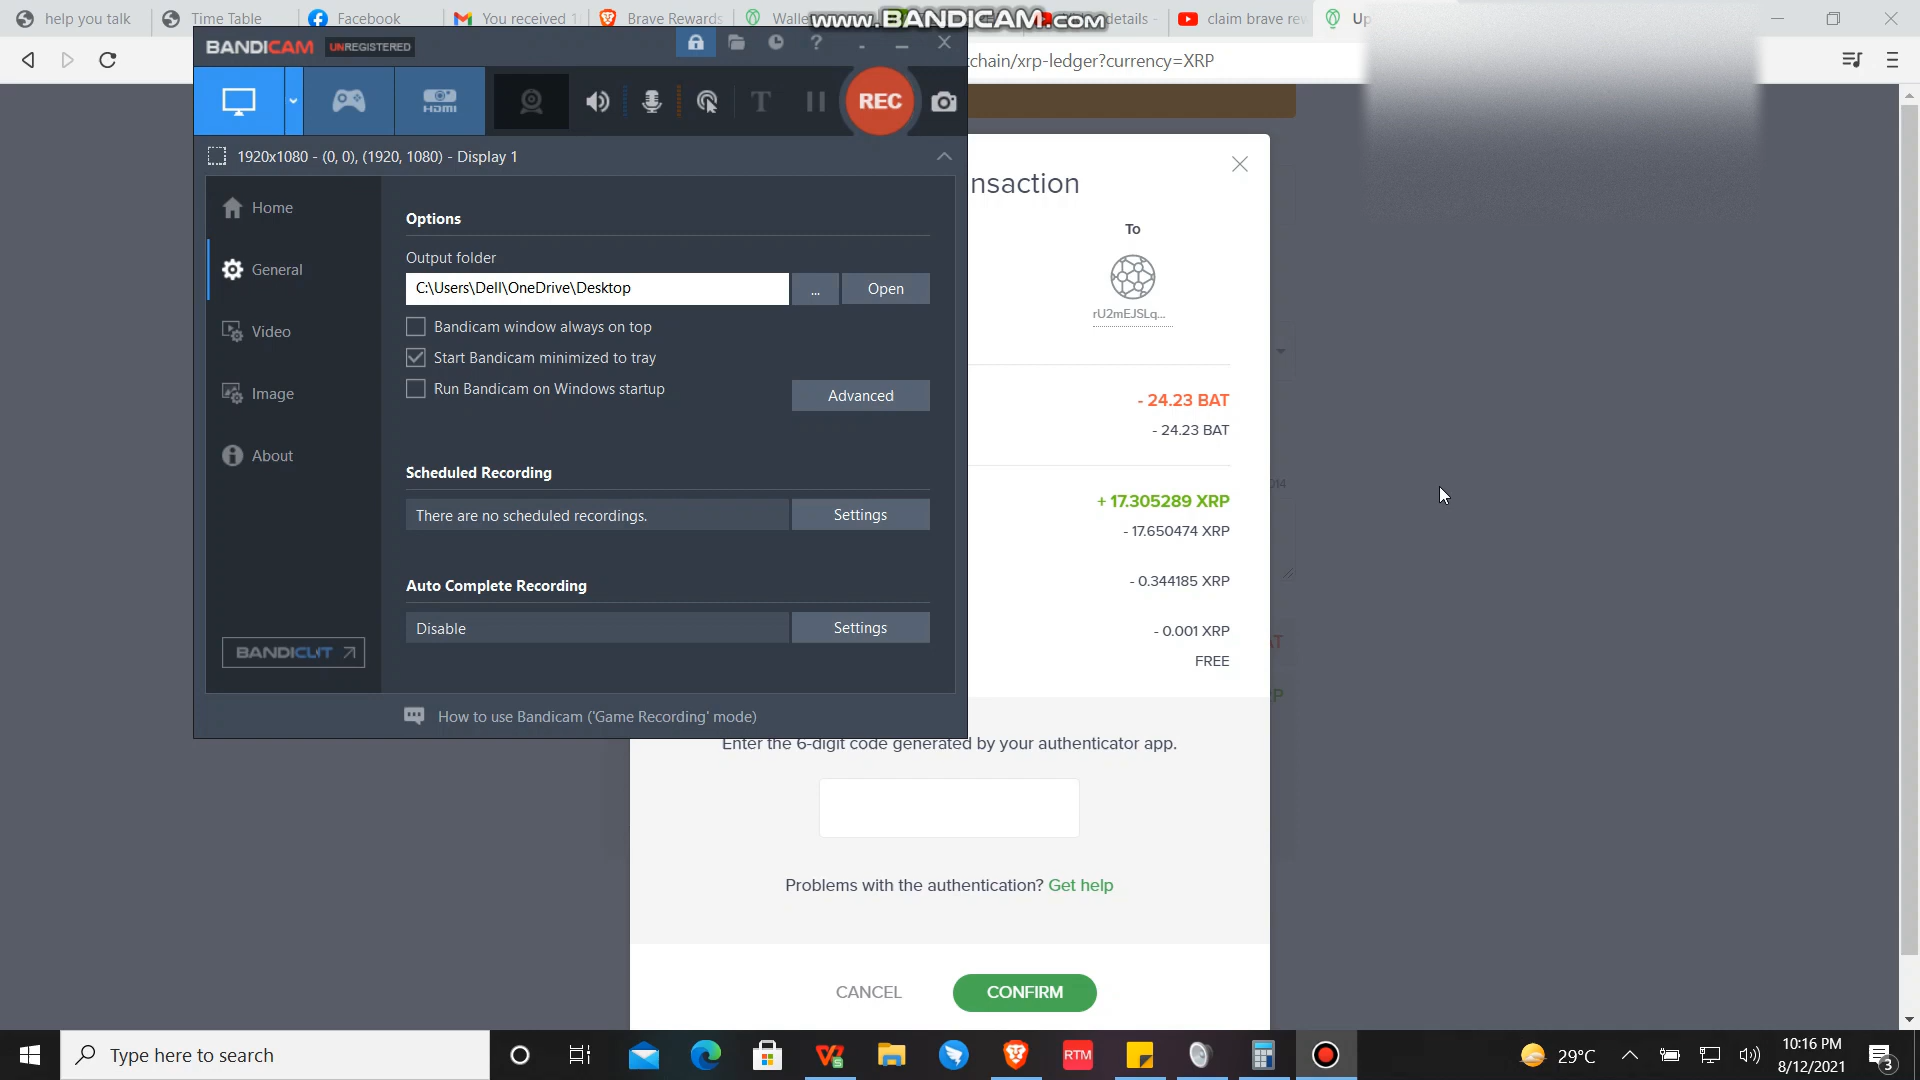 help you talk
Time Table
Facebook
You received 1
Brave Rewards
Walle
details -
claim brave rew
Up
www.BANDICAM.com
BANDICAM UNREGISTERED
chain/xrp-ledger?currency=XRP
HDMI
T
REC
1920x1080 - (0, 0), (1920, 1080) - Display 1
nsaction
Home
General
Video
Image
About
BANDICUT
Options
Output folder
C:\Users\Dell\OneDrive\Desktop
...
Open
Bandicam window always on top
Start Bandicam minimized to tray
Run Bandicam on Windows startup
Advanced
Scheduled Recording
There are no scheduled recordings.
Settings
Auto Complete Recording
Disable
Settings
How to use Bandicam ('Game Recording' mode)
To
rU2mEJSLq...
- 24.23 BAT
- 24.23 BAT
+ 17.305289 XRP
- 17.650474 XRP
- 0.344185 XRP
- 0.001 XRP
FREE
014
AT
P
Enter the 6-digit code generated by your authenticator app.
Problems with the authentication? Get help
CANCEL
CONFIRM
Type here to search
RTM
29°C
10:16 PM
8/12/2021
3